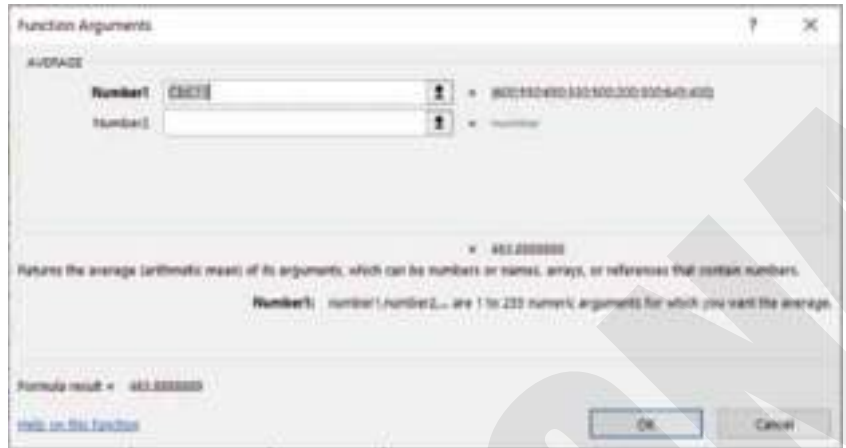 Function Arguments ? ×
AVERAGE
Number1
Number2 = number
=
Returns the average (arithmetic mean) of its arguments, which can be numbers or names, arrays, or references that contain numbers.
Number1: number1,number2,... are 1 to 255 numeric arguments for which you want the average.
Formula result =
Help on this function OK Cancel